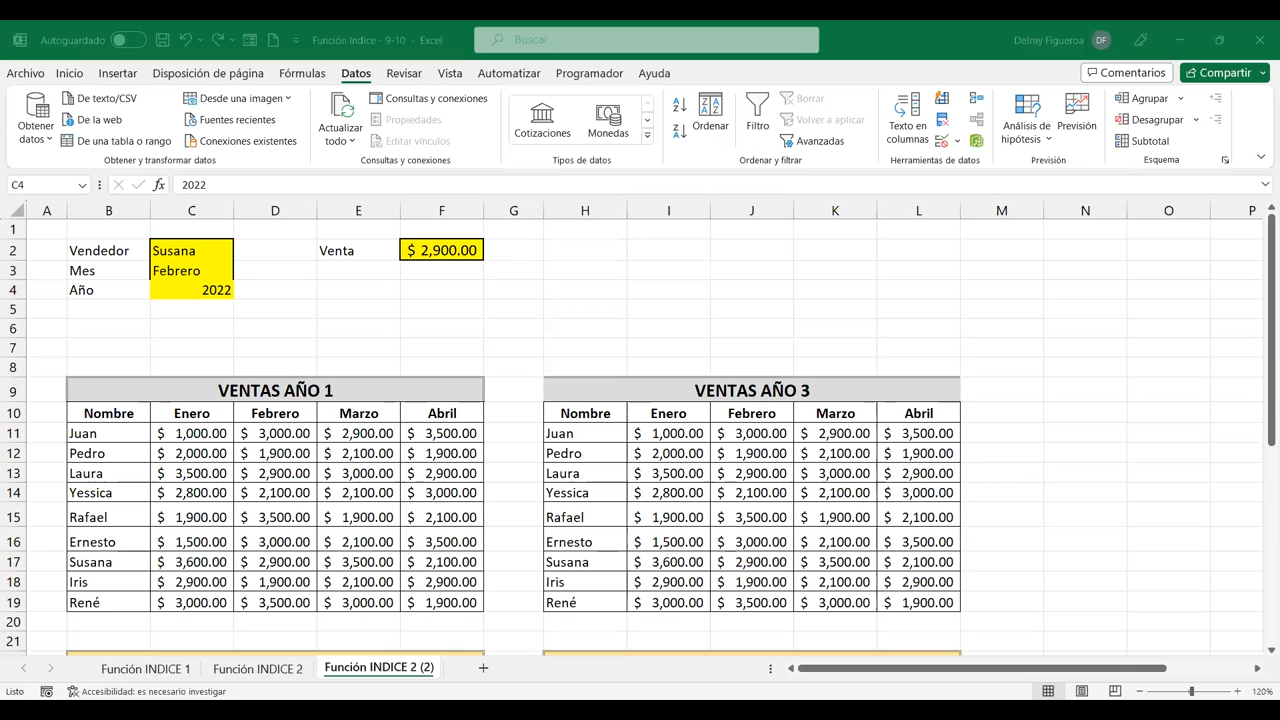 Autoguardado
Función Indice - 9-10 - Excel
Buscar
Delmy Figueroa DF
Archivo Inicio Insertar Disposición de página Fórmulas Datos Revisar Vista Automatizar Programador Ayuda
Comentarios Compartir
Obtener datos
De texto/CSV
De la web
De una tabla o rango
Desde una imagen
Fuentes recientes
Conexiones existentes
Obtener y transformar datos
Actualizar todo
Consultas y conexiones
Propiedades
Editar vínculos
Consultas y conexiones
Cotizaciones Monedas
Tipos de datos
Ordenar
Filtro
Borrar
Volver a aplicar
Avanzadas
Ordenar y filtrar
Texto en columnas
Herramientas de datos
Análisis de hipótesis
Previsión
Previsión
Agrupar
Desagrupar
Subtotal
Esquema
C4 fx 2022
A B C D E F G H I J K L M N O P
1
2 Vendedor Susana Venta $ 2,900.00
3 Mes Febrero
4 Año 2022
5
6
7
8
9 VENTAS AÑO 1 VENTAS AÑO 3
10 Nombre Enero Febrero Marzo Abril Nombre Enero Febrero Marzo Abril
11 Juan $ 1,000.00 $ 3,000.00 $ 2,900.00 $ 3,500.00 Juan $ 1,000.00 $ 3,000.00 $ 2,900.00 $ 3,500.00
12 Pedro $ 2,000.00 $ 1,900.00 $ 2,100.00 $ 1,900.00 Pedro $ 2,000.00 $ 1,900.00 $ 2,100.00 $ 1,900.00
13 Laura $ 3,500.00 $ 2,900.00 $ 3,000.00 $ 2,900.00 Laura $ 3,500.00 $ 2,900.00 $ 3,000.00 $ 2,900.00
14 Yessica $ 2,800.00 $ 2,100.00 $ 2,100.00 $ 3,000.00 Yessica $ 2,800.00 $ 2,100.00 $ 2,100.00 $ 3,000.00
15 Rafael $ 1,900.00 $ 3,500.00 $ 1,900.00 $ 2,100.00 Rafael $ 1,900.00 $ 3,500.00 $ 1,900.00 $ 2,100.00
16 Ernesto $ 1,500.00 $ 3,000.00 $ 2,100.00 $ 3,500.00 Ernesto $ 1,500.00 $ 3,000.00 $ 2,100.00 $ 3,500.00
17 Susana $ 3,600.00 $ 2,900.00 $ 3,500.00 $ 2,100.00 Susana $ 3,600.00 $ 2,900.00 $ 3,500.00 $ 2,100.00
18 Iris $ 2,900.00 $ 1,900.00 $ 2,100.00 $ 2,900.00 Iris $ 2,900.00 $ 1,900.00 $ 2,100.00 $ 2,900.00
19 René $ 3,000.00 $ 3,500.00 $ 3,000.00 $ 1,900.00 René $ 3,000.00 $ 3,500.00 $ 3,000.00 $ 1,900.00
20
21
Función INDICE 1 Función INDICE 2 Función INDICE 2 (2)
Listo Accesibilidad: es necesario investigar 120%